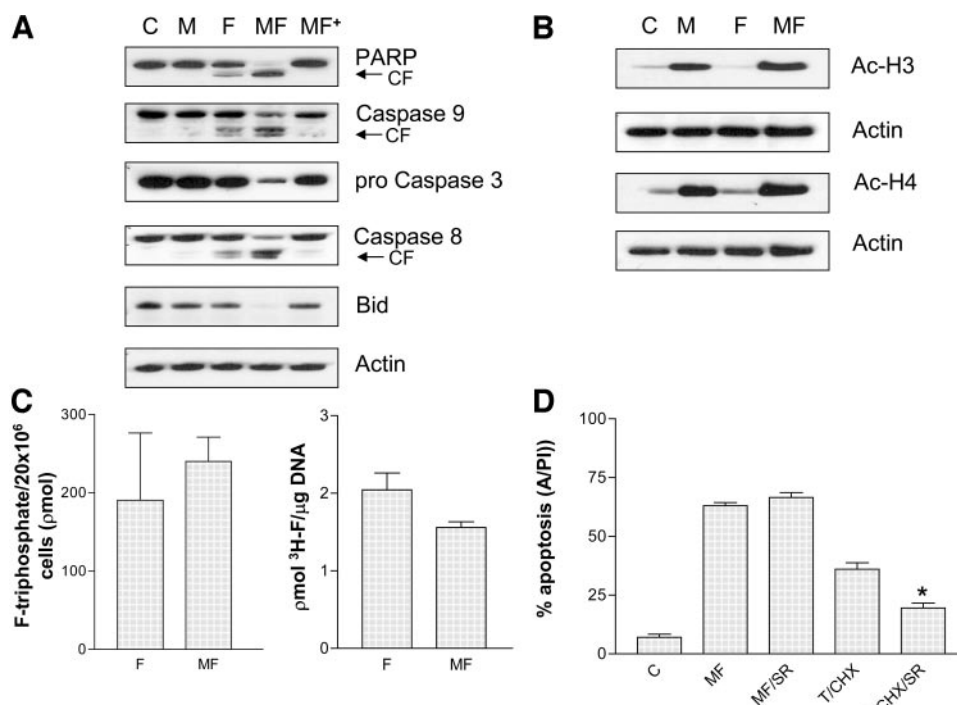 A
C M F MF MF+
PARP
CF
Caspase 9
CF
pro Caspase 3
Caspase 8
CF
Bid
Actin
B
C M F MF
Ac-H3
Actin
Ac-H4
Actin
C
F-triphosphate/20x10⁶
cells (ρmol)
300
200
100
0
F MF
ρmol ³H-F/μg DNA
3
2
1
0
F MF
D
% apoptosis (A/PI))
100
75
50
25
0
*
C MF MF/SR T/CHX CHX/SR